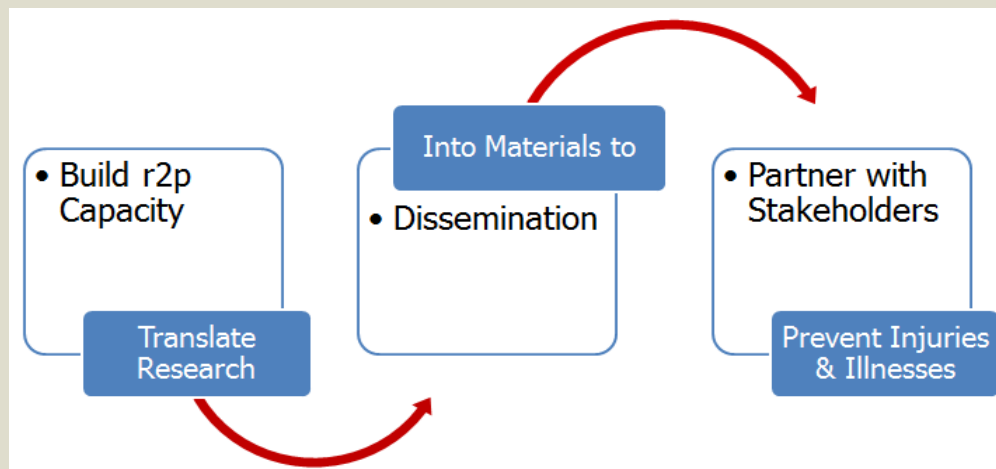 • Build r2p
Capacity
Translate
Research
Into Materials to
• Dissemination
• Partner with
Stakeholders
Prevent Injuries
& Illnesses